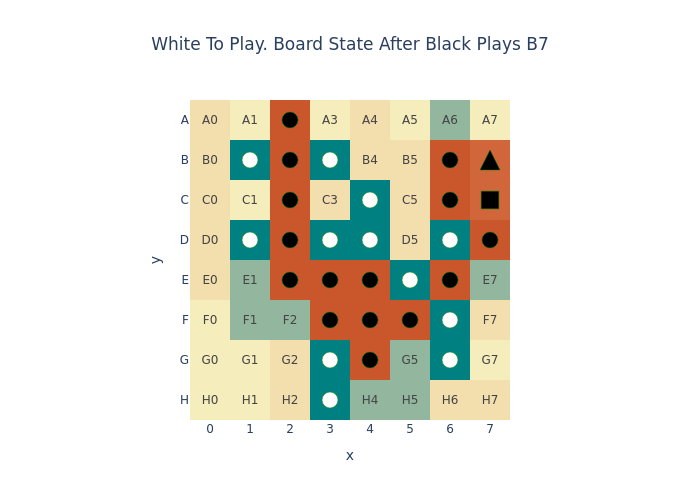 White To Play. Board State After Black Plays B7
A A0 A1 A3 A4 A5 A6 A7
B B0 B4 B5
C C0 C1 C3 C5
D D0 D5
E E0 E1 E7
F F0 F1 F2 F7
G G0 G1 G2 G5 G7
H H0 H1 H2 H4 H5 H6 H7
0 1 2 3 4 5 6 7
x
y